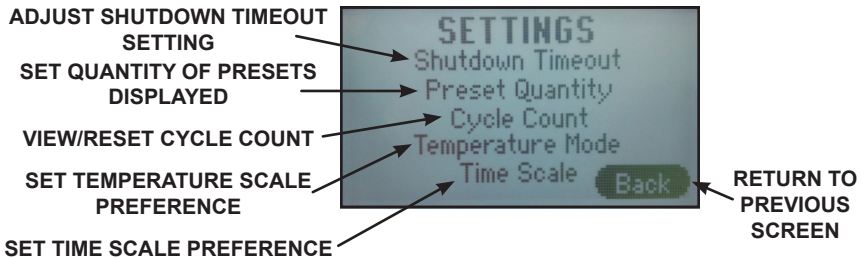 ADJUST SHUTDOWN TIMEOUT
SETTING
SET QUANTITY OF PRESETS
DISPLAYED
VIEW/RESET CYCLE COUNT
SET TEMPERATURE SCALE
PREFERENCE
SET TIME SCALE PREFERENCE
SETTINGS
Shutdown Timeout
Preset Quantity
Cycle Count
Temperature Mode
Time Scale
Back
RETURN TO
PREVIOUS
SCREEN